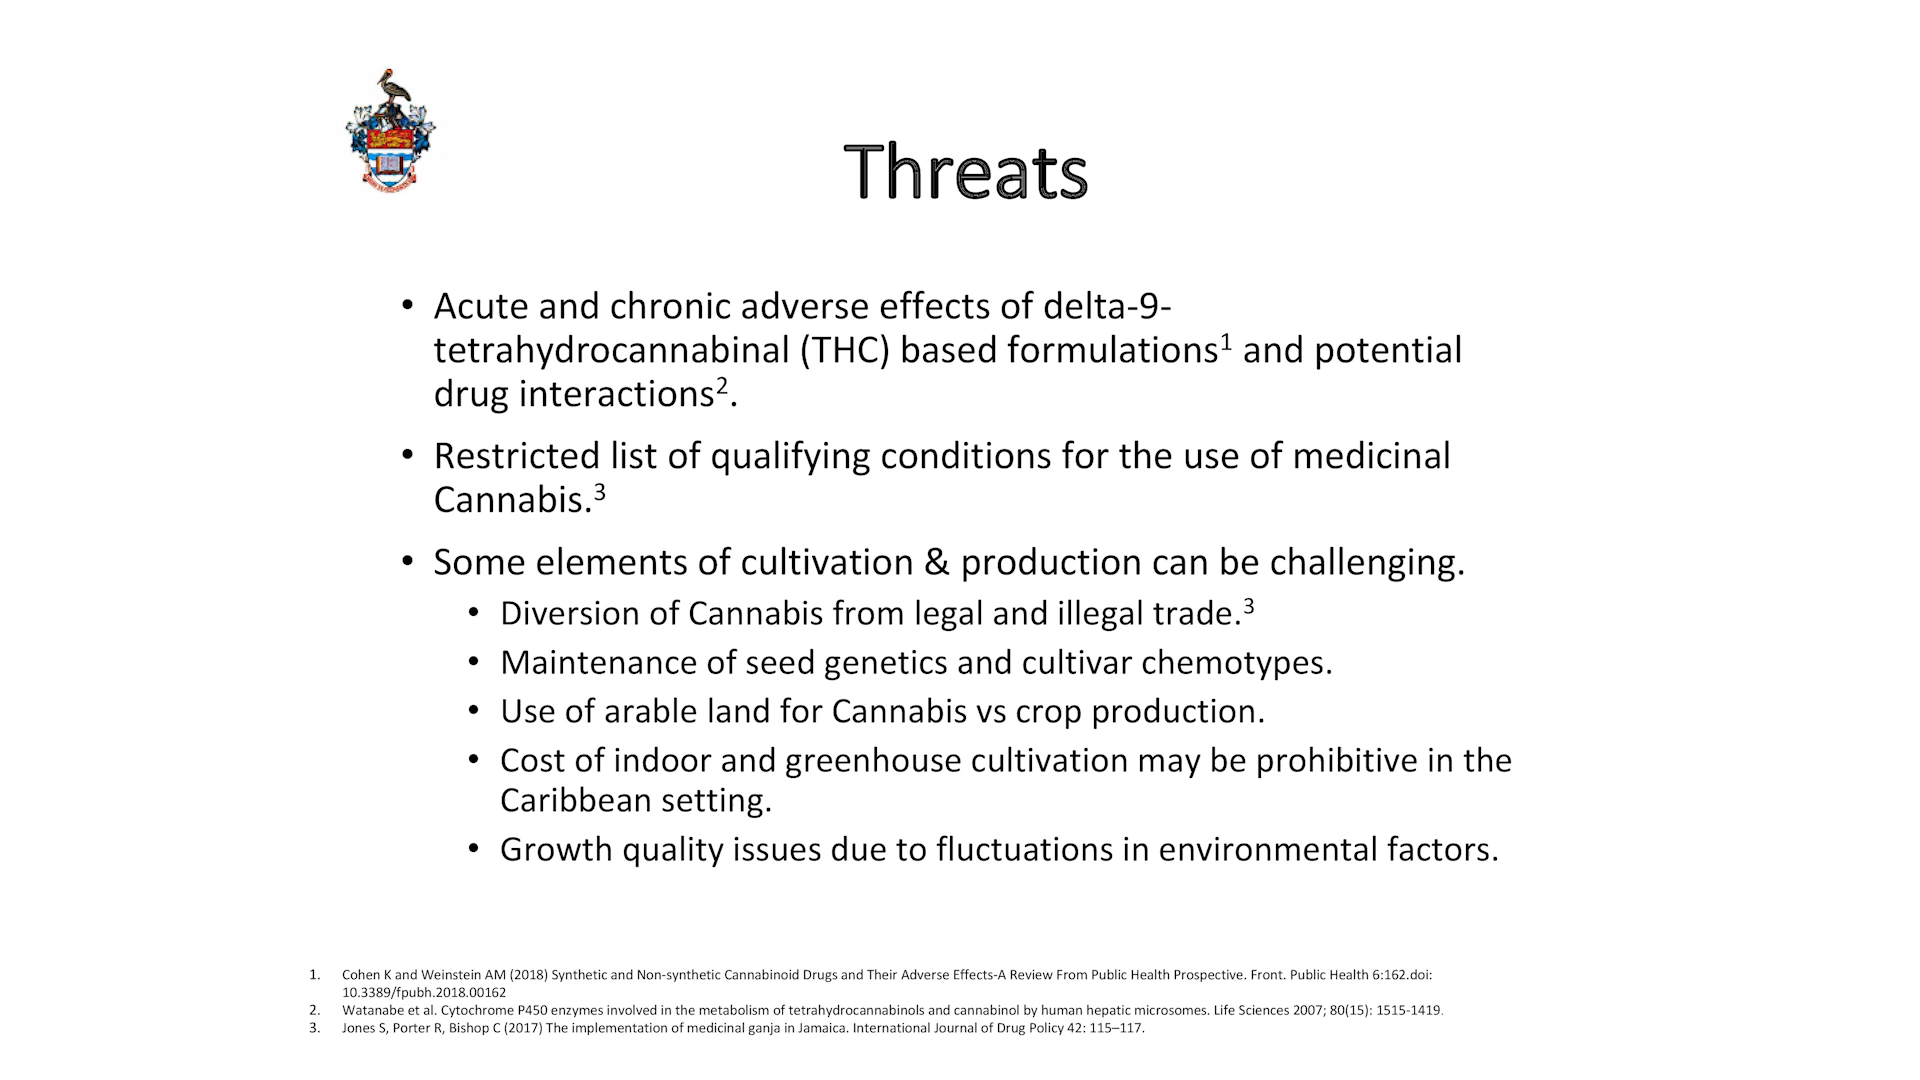 Threats
• Acute and chronic adverse effects of delta-9-
tetrahydrocannabinal (THC) based formulations¹ and potential
drug interactions².
• Restricted list of qualifying conditions for the use of medicinal
Cannabis.³
• Some elements of cultivation & production can be challenging.
• Diversion of Cannabis from legal and illegal trade.³
• Maintenance of seed genetics and cultivar chemotypes.
• Use of arable land for Cannabis vs crop production.
• Cost of indoor and greenhouse cultivation may be prohibitive in the
Caribbean setting.
• Growth quality issues due to fluctuations in environmental factors.
1. Cohen K and Weinstein AM (2018) Synthetic and Non-synthetic Cannabinoid Drugs and Their Adverse Effects-A Review From Public Health Prospective. Front. Public Health 6:162.doi:
10.3389/fpubh.2018.00162
2. Watanabe et al. Cytochrome P450 enzymes involved in the metabolism of tetrahydrocannabinols and cannabinol by human hepatic microsomes. Life Sciences 2007; 80(15): 1515-1419.
3. Jones S, Porter R, Bishop C (2017) The implementation of medicinal ganja in Jamaica. International Journal of Drug Policy 42: 115–117.